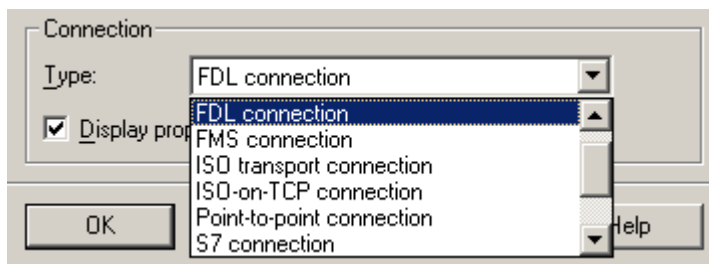 Connection
Type:
FDL connection
FDL connection
Display prop
FMS connection
ISO transport connection
ISO-on-TCP connection
Point-to-point connection
S7 connection
OK
Help